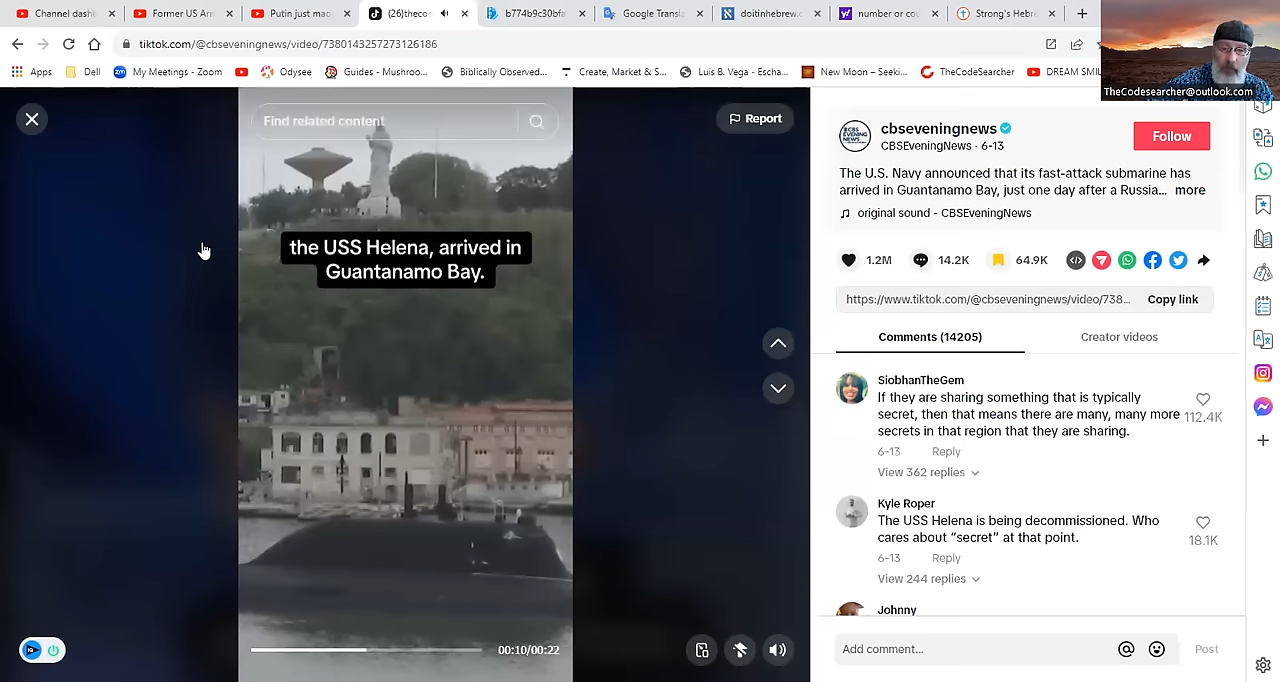 Channel dashb
Former US Arm
Putin just made
(26)thecoc
b774b9c30bfa
Google Transla
doitinhebrew.c
number or cou
Strong's Hebre
tiktok.com/@cbseveningnews/video/7380143257273126186
Apps
Dell
My Meetings - Zoom
Odysee
Guides - Mushroo...
Biblically Observed...
Create, Market & S...
Luis B. Vega - Escha...
New Moon – Seeki...
TheCodeSearcher
DREAM SMIL
TheCodesearcher@outlook.com
Find related content
Report
the USS Helena, arrived in
Guantanamo Bay.
00:10/00:22
cbseveningnews
CBSEveningNews · 6-13
Follow
The U.S. Navy announced that its fast-attack submarine has
arrived in Guantanamo Bay, just one day after a Russia... more
original sound - CBSEveningNews
1.2M
14.2K
64.9K
https://www.tiktok.com/@cbseveningnews/video/738...
Copy link
Comments (14205)
Creator videos
SiobhanTheGem
If they are sharing something that is typically
secret, then that means there are many, many more
secrets in that region that they are sharing.
112.4K
6-13 Reply
View 362 replies
Kyle Roper
The USS Helena is being decommissioned. Who
cares about "secret" at that point.
18.1K
6-13 Reply
View 244 replies
Johnny
Add comment...
Post